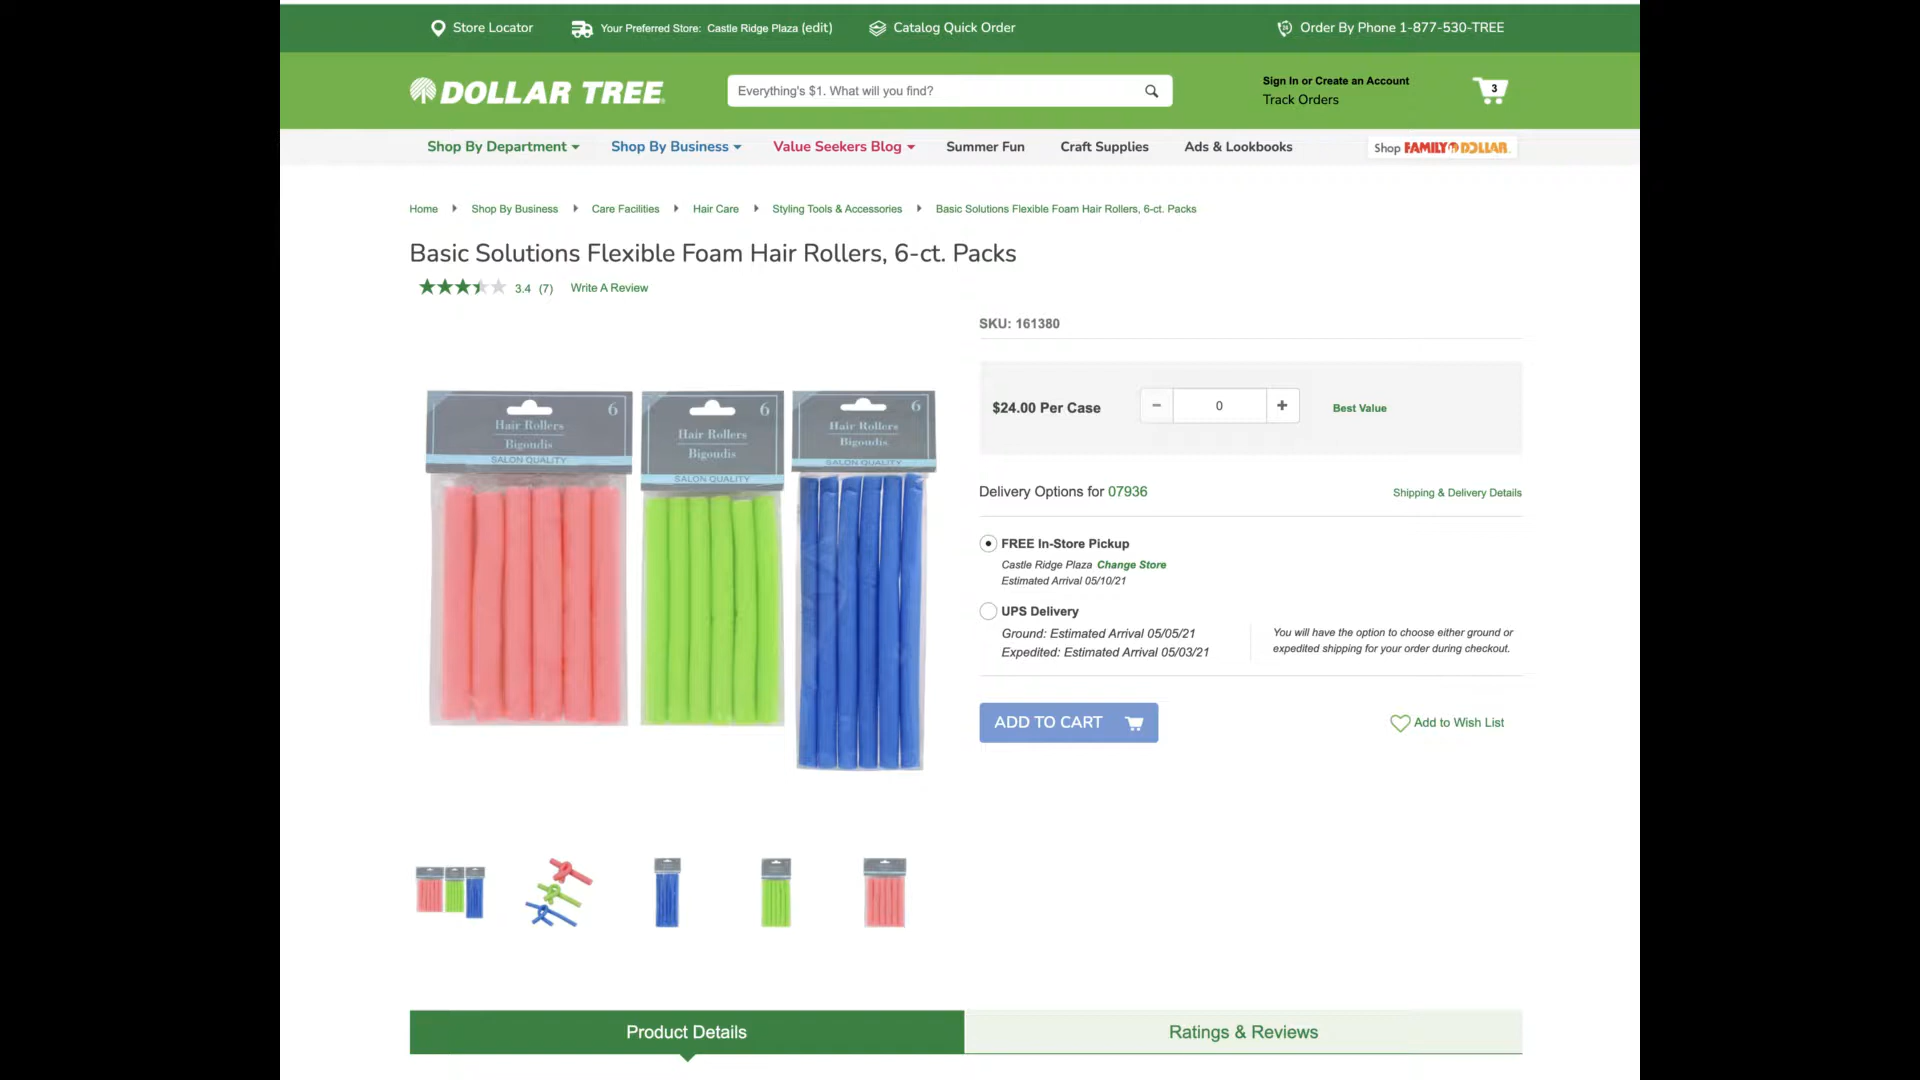 Store Locator
Your Preferred Store: Castle Ridge Plaza (edit)
Catalog Quick Order
Order By Phone 1-877-530-TREE
DOLLAR TREE
Everything's $1. What will you find?
Sign In or Create an Account
Track Orders
3
Shop By Department
Shop By Business
Value Seekers Blog
Summer Fun
Craft Supplies
Ads & Lookbooks
Shop FAMILY DOLLAR
Home
Shop By Business
Care Facilities
Hair Care
Styling Tools & Accessories
Basic Solutions Flexible Foam Hair Rollers, 6-ct. Packs
Basic Solutions Flexible Foam Hair Rollers, 6-ct. Packs
3.4 (7) Write A Review
SKU: 161380
6
Hair Rollers
Bigoudis
SALON QUALITY
6
Hair Rollers
Bigoudis
SALON QUALITY
6
Hair Rollers
Bigoudis
SALON QUALITY
$24.00 Per Case
− 0 +
Best Value
Delivery Options for 07936
Shipping & Delivery Details
FREE In-Store Pickup
Castle Ridge Plaza Change Store
Estimated Arrival 05/10/21
UPS Delivery
Ground: Estimated Arrival 05/05/21
Expedited: Estimated Arrival 05/03/21
You will have the option to choose either ground or
expedited shipping for your order during checkout.
ADD TO CART
Add to Wish List
Product Details
Ratings & Reviews